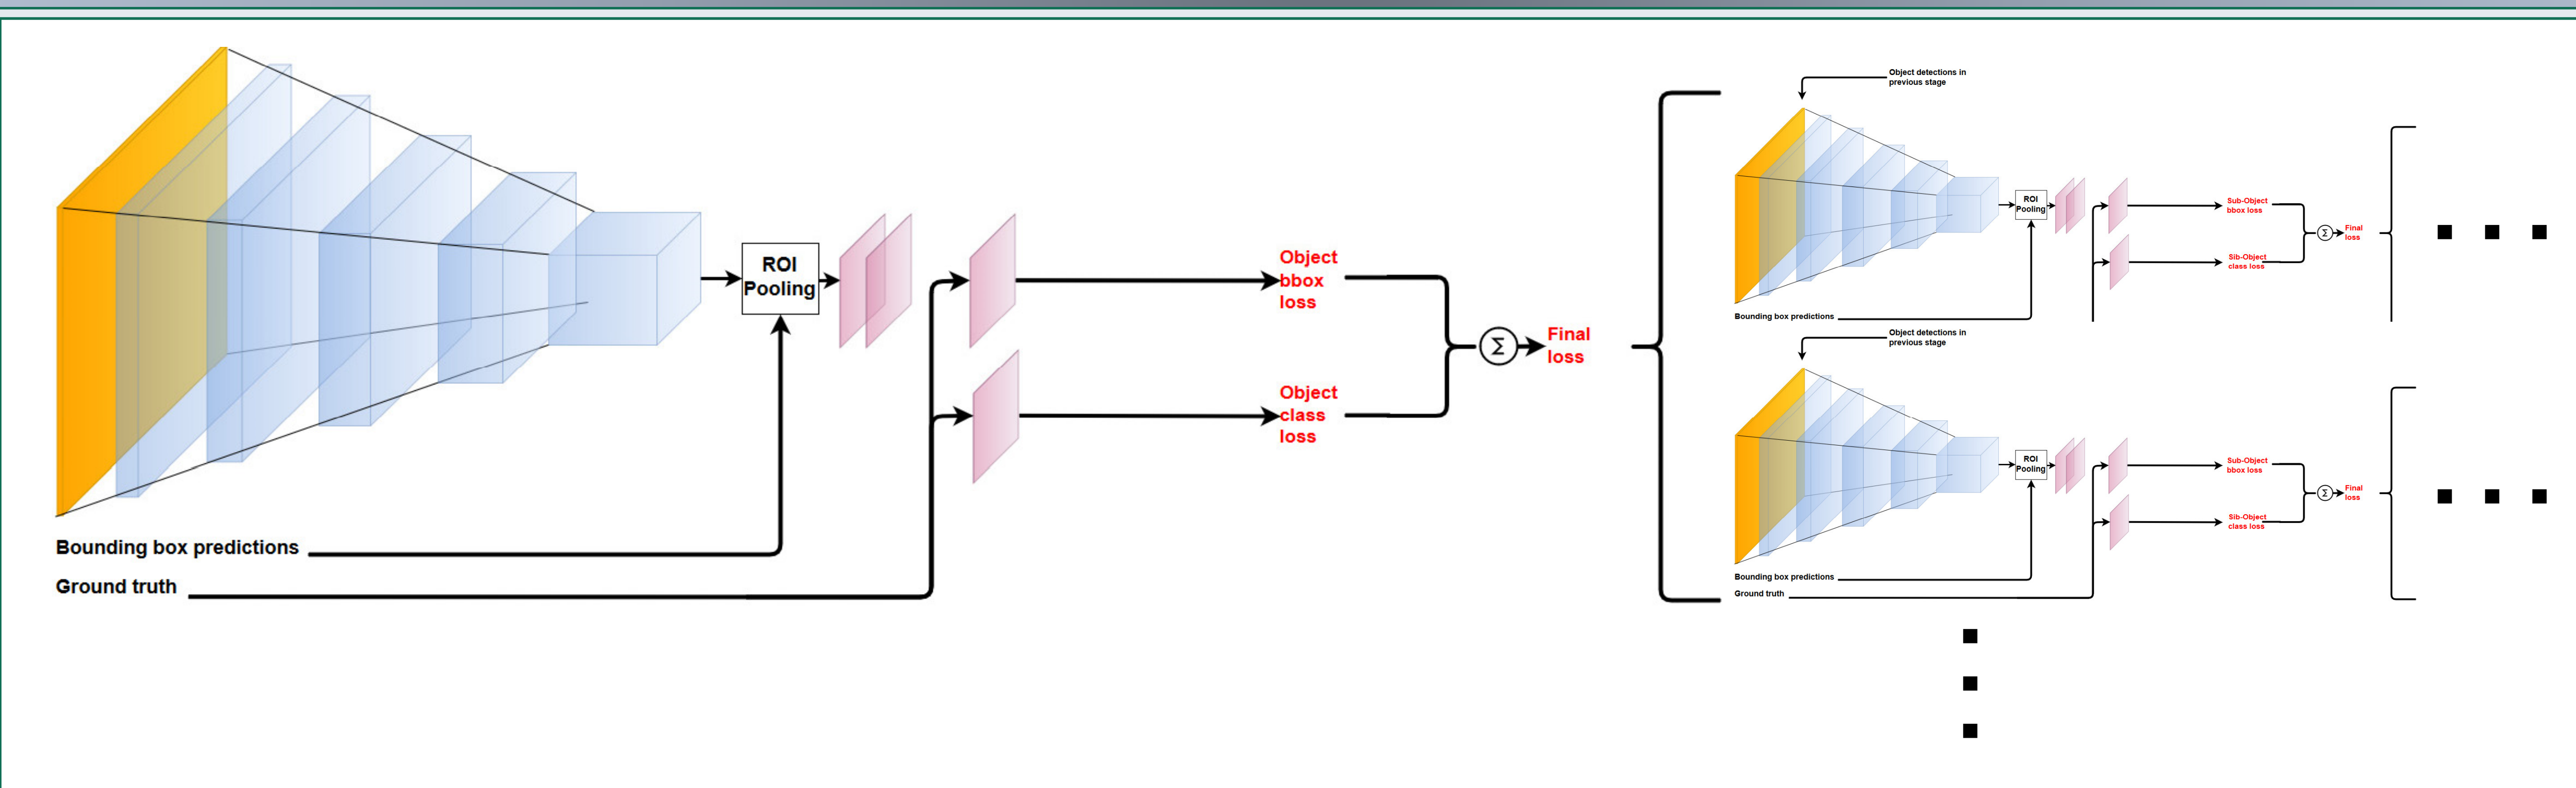 ROI
Pooling
Object
bbox
loss
Object
class
loss
Σ
Final
loss
Bounding box predictions
Ground truth
Object detections in
previous stage
ROI
Pooling
Sub-Object
bbox loss
Sib-Object
class loss
Σ
Final
loss
Bounding box predictions
Object detections in
previous stage
ROI
Pooling
Sub-Object
bbox loss
Sib-Object
class loss
Σ
Final
loss
Bounding box predictions
Ground truth